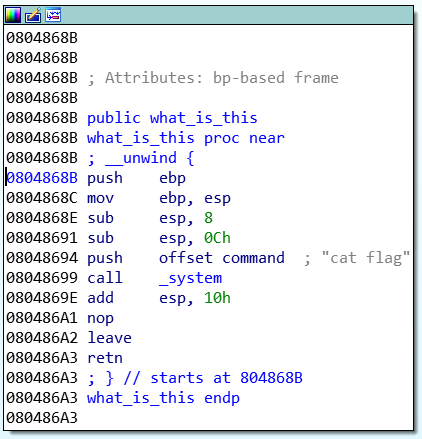 0804868B
0804868B
0804868B ; Attributes: bp-based frame
0804868B
0804868B public what_is_this
0804868B what_is_this proc near
0804868B ; __unwind {
0804868B push    ebp
0804868C mov     ebp, esp
0804868E sub     esp, 8
08048691 sub     esp, 0Ch
08048694 push    offset command  ; "cat flag"
08048699 call    _system
0804869E add     esp, 10h
080486A1 nop
080486A2 leave
080486A3 retn
080486A3 ; } // starts at 804868B
080486A3 what_is_this endp
080486A3